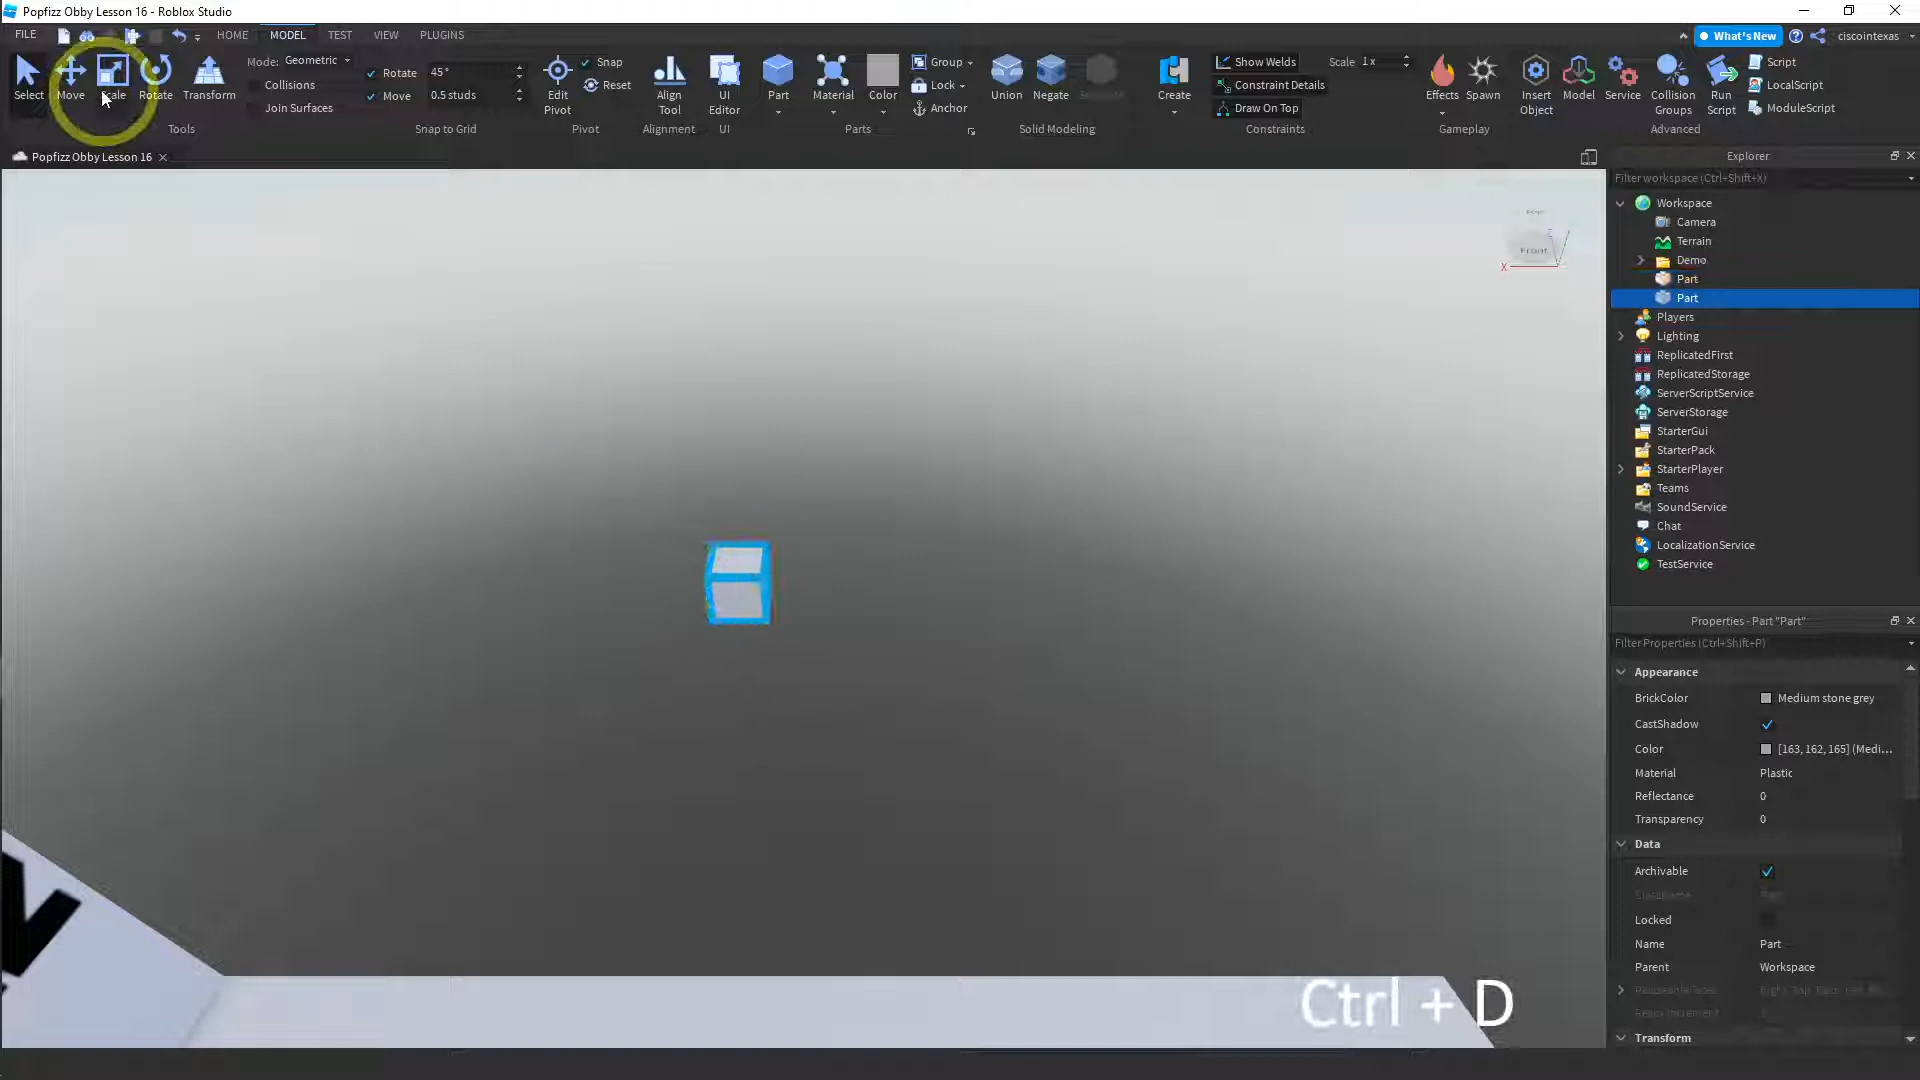 Popfizz Obby Lesson 16 - Roblox Studio
FILE HOME MODEL TEST VIEW PLUGINS What's New ciscointexas
Select Move Scale Rotate Transform
Mode: Geometric
Collisions
Join Surfaces
Tools
Rotate 45°
Move 0.5 studs
Snap to Grid
Edit Pivot
Snap
Reset
Pivot
Align Tool
Alignment
UI Editor
UI
Part Material Color
Group
Lock
Anchor
Parts
Union Negate
Solid Modeling
Create
Show Welds
Constraint Details
Draw On Top
Scale 1 x
Constraints
Effects Spawn
Gameplay
Insert Object
Model
Service
Collision Groups
Run Script
Script
LocalScript
ModuleScript
Advanced
Popfizz Obby Lesson 16
Front
X
Z
Ctrl + D
Explorer
Filter workspace (Ctrl+Shift+X)
Workspace
Camera
Terrain
Demo
Part
Part
Players
Lighting
ReplicatedFirst
ReplicatedStorage
ServerScriptService
ServerStorage
StarterGui
StarterPack
StarterPlayer
Teams
SoundService
Chat
LocalizationService
TestService
Properties - Part "Part"
Filter Properties (Ctrl+Shift+P)
Appearance
BrickColor Medium stone grey
CastShadow
Color [163, 162, 165] (Medi...
Material Plastic
Reflectance 0
Transparency 0
Data
Archivable
ClassName Part
Locked
Name Part
Parent Workspace
Transform